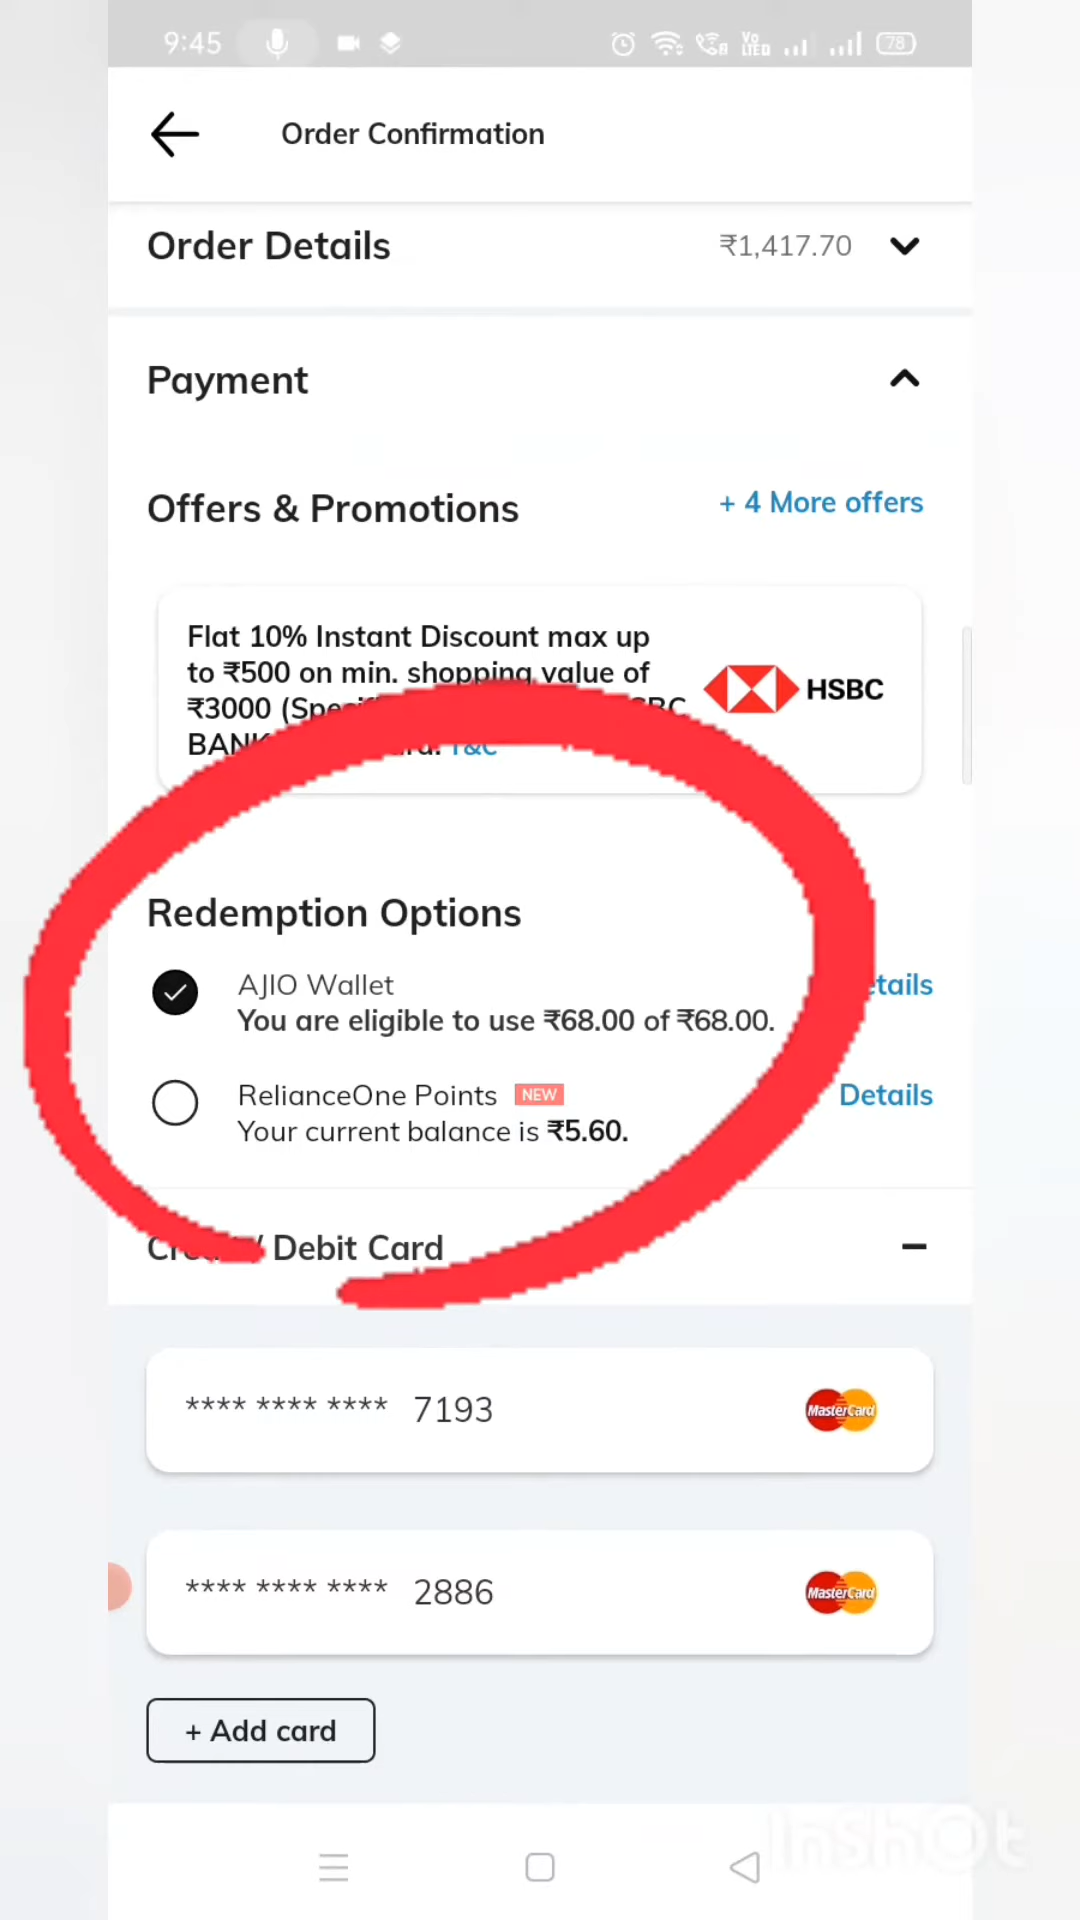 9:45
Vo
LTED
78
Order Confirmation
Order Details ₹1,417.70
Payment
Offers & Promotions + 4 More offers
Flat 10% Instant Discount max up
to ₹500 on min. shopping value of
₹3000
T&C
HSBC
Redemption Options
AJIO Wallet
You are eligible to use ₹68.00 of ₹68.00.
RelianceOne Points NEW Details
Your current balance is ₹5.60.
/ Debit Card
**** **** **** 7193 MasterCard
**** **** **** 2886 MasterCard
+ Add card
InShOt